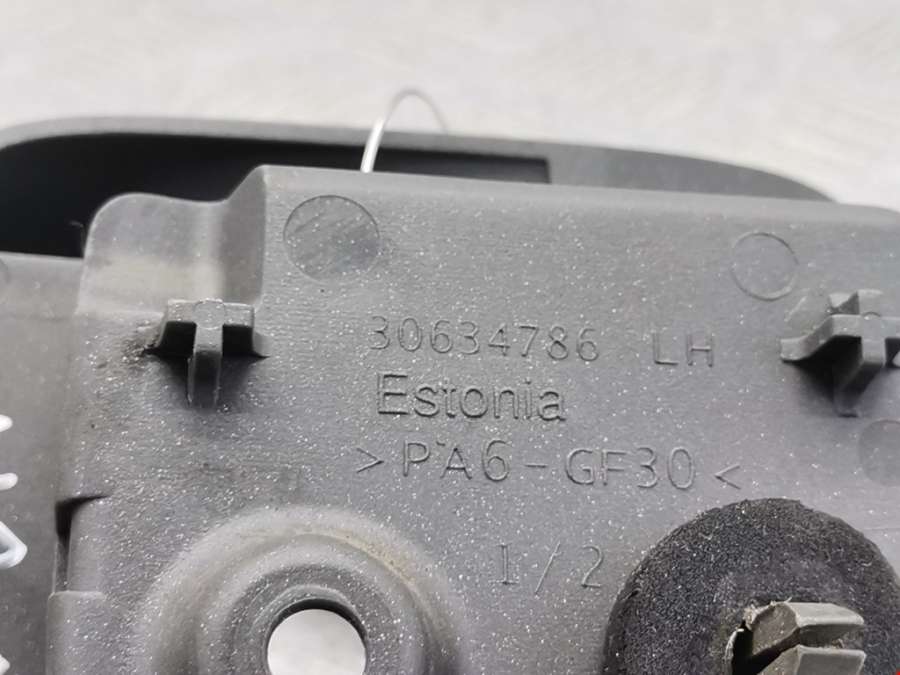 30634786 LH
Estonia
>PA6-GF30<
1/2